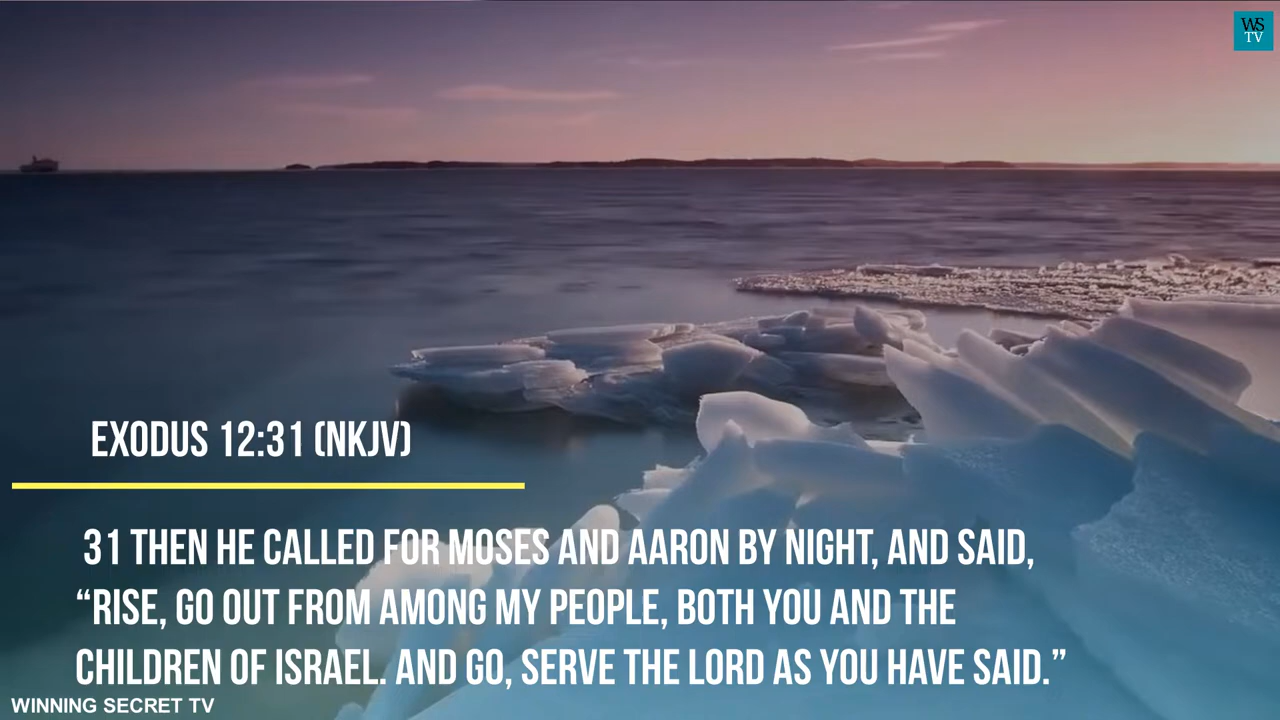 WS
TV
EXODUS 12:31 (NKJV)
31 THEN HE CALLED FOR MOSES AND AARON BY NIGHT, AND SAID,
“RISE, GO OUT FROM AMONG MY PEOPLE, BOTH YOU AND THE
CHILDREN OF ISRAEL. AND GO, SERVE THE LORD AS YOU HAVE SAID.”
WINNING SECRET TV